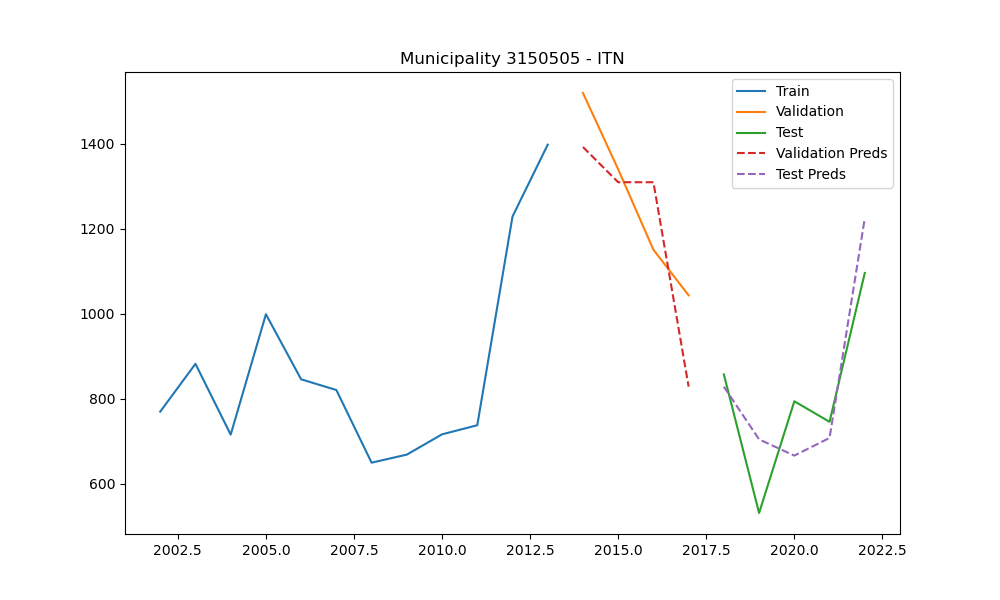 Municipality 3150505 - ITN
Train
Validation
Test
Validation Preds
Test Preds
1400
1200
1000
800
600
2002.5 2005.0 2007.5 2010.0 2012.5 2015.0 2017.5 2020.0 2022.5